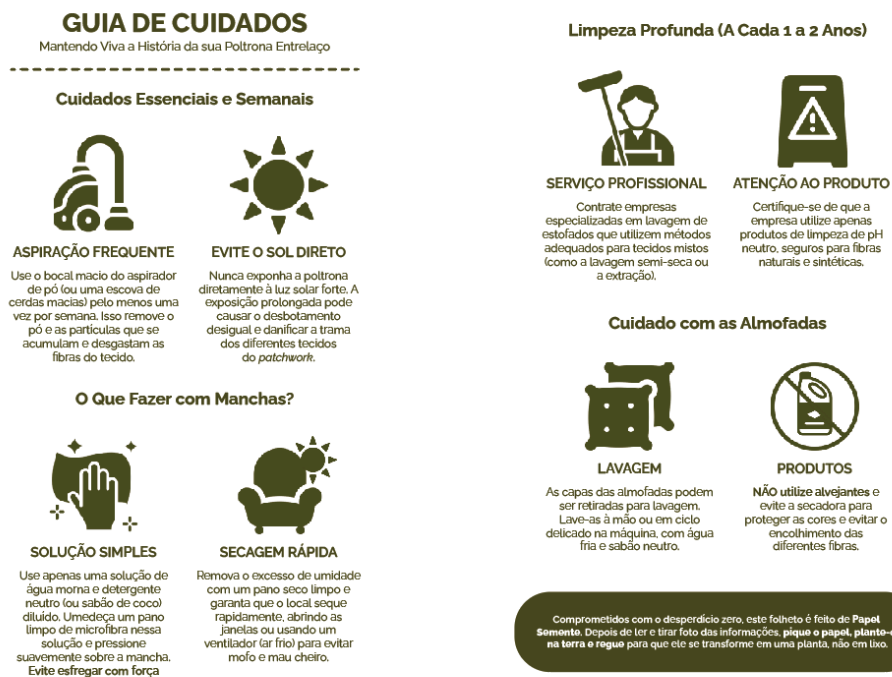 GUIA DE CUIDADOS
Mantendo Viva a História da sua Poltrona Entrelaço
Cuidados Essenciais e Semanais
ASPIRAÇÃO FREQUENTE
Use o bocal macio do aspirador
de pó (ou uma escova de
cerdas macias) pelo menos uma
vez por semana. Isso remove o
pó e as partículas que se
acumulam e desgastam as
fibras do tecido.
EVITE O SOL DIRETO
Nunca exponha a poltrona
diretamente à luz solar forte. A
exposição prolongada pode
causar o desbotamento
desigual e danificar a trama
dos diferentes tecidos
do patchwork.
O Que Fazer com Manchas?
SOLUÇÃO SIMPLES
Use apenas uma solução de
água morna e detergente
neutro (ou sabão de coco)
diluído. Umedeça um pano
limpo de microfibra nessa
solução e pressione
suavemente sobre a mancha.
Evite esfregar com força
SECAGEM RÁPIDA
Remova o excesso de umidade
com um pano seco limpo e
garanta que o local seque
rapidamente, abrindo as
janelas ou usando um
ventilador (ar frio) para evitar
mofo e mau cheiro.
Limpeza Profunda (A Cada 1 a 2 Anos)
SERVIÇO PROFISSIONAL
Contrate empresas
especializadas em lavagem de
estofados que utilizem métodos
adequados para tecidos mistos
(como a lavagem semi-seca ou
a extração).
ATENÇÃO AO PRODUTO
Certifique-se de que a
empresa utilize apenas
produtos de limpeza de pH
neutro, seguros para fibras
naturais e sintéticas.
Cuidado com as Almofadas
LAVAGEM
As capas das almofadas podem
ser retiradas para lavagem.
Lave-as à mão ou em ciclo
delicado na máquina, com água
fria e sabão neutro.
PRODUTOS
NÃO utilize alvejantes e
evite a secadora para
proteger as cores e evitar o
encolhimento das
diferentes fibras.
Comprometidos com o desperdício zero, este folheto é feito de Papel
Semente. Depois de ler e tirar foto das informações, pique o papel, plante-
na terra e regue para que ele se transforme em uma planta, não em lixo.